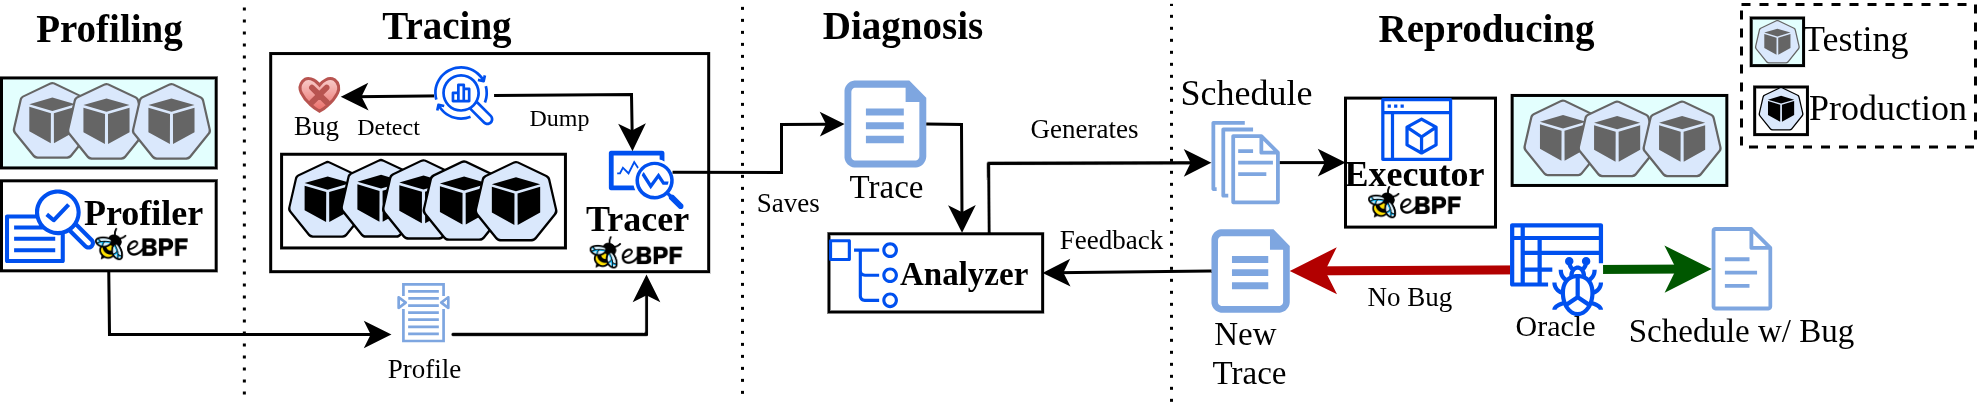 Profiling
Tracing
Diagnosis
Reproducing
Testing
Production
Profiler
eBPF
Bug
Detect
Dump
Tracer
eBPF
Profile
Saves
Trace
Analyzer
Generates
Feedback
Schedule
Executor
eBPF
New
Trace
No Bug
Oracle
Schedule w/ Bug